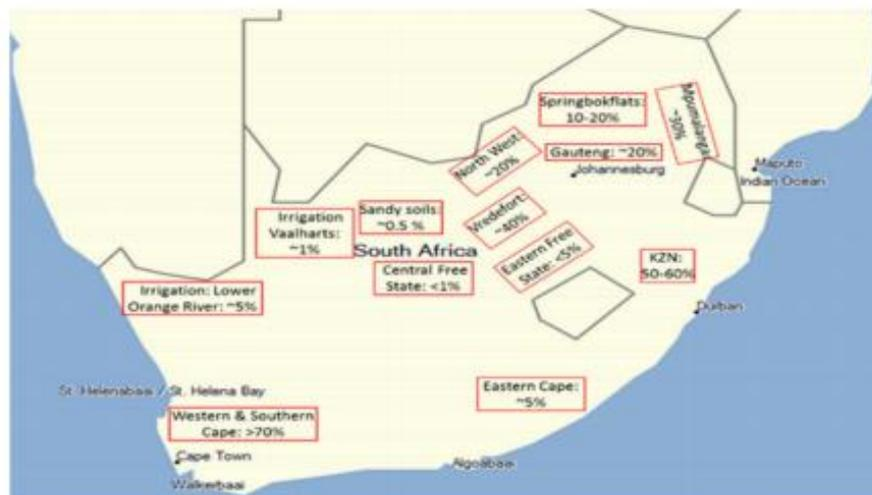 Springbokflats:
10-20%
Mpumalanga:
~30%
North West:
~20%
Gauteng: ~20%
Johannesburg
Maputo
Indian Ocean
Sandy soils:
~0.5 %
Vredefort:
~40%
Irrigation
Vaalharts:
~1%
South Africa
Eastern Free
State: <5%
KZN:
50-60%
Central Free
State: <1%
Irrigation: Lower
Orange River: ~5%
Durban
St. Helenabaai / St. Helena Bay
Eastern Cape:
~5%
Western & Southern
Cape: >70%
Cape Town
Algoabaai
Walkerbaai